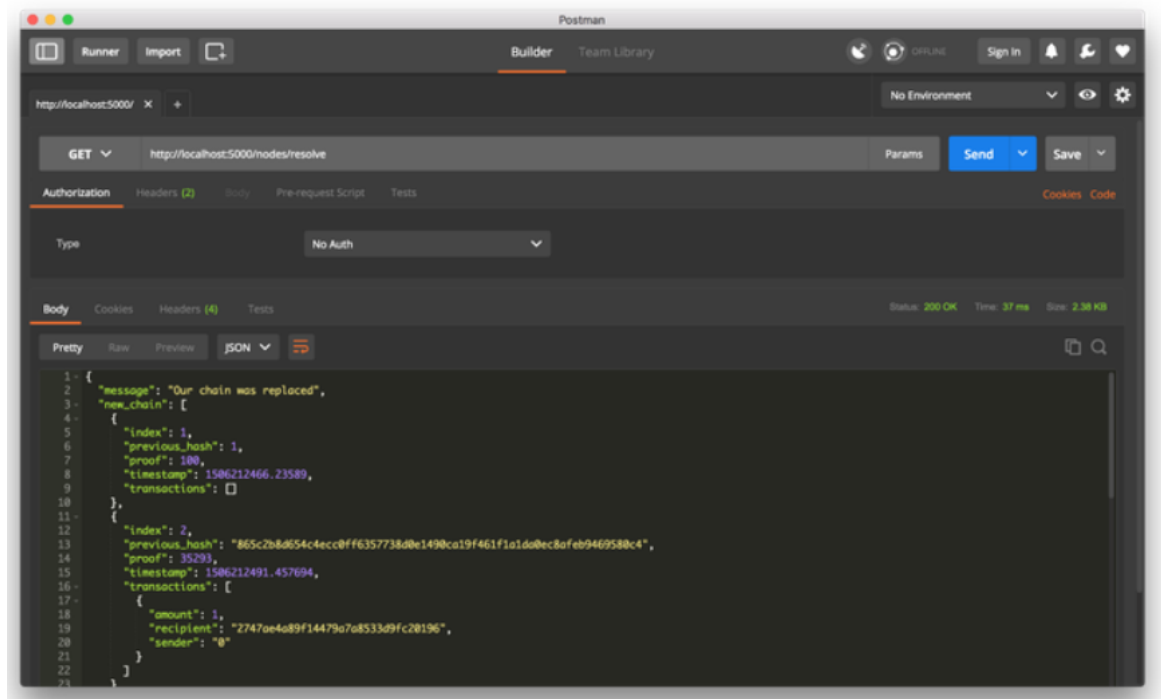 Postman
Runner Import Builder Team Library OFFLINE Sign In
http://localhost:5000/ × + No Environment
GET http://localhost:5000/nodes/resolve Params Send Save
Authorization Headers (2) Body Pre-request Script Tests Cookies Code
Type No Auth
Body Cookies Headers (4) Tests Status: 200 OK Time: 37 ms Size: 2.38 KB
Pretty Raw Preview JSON
1 {
2 "message": "Our chain was replaced",
3 "new_chain": [
4 {
5 "index": 1,
6 "previous_hash": 1,
7 "proof": 100,
8 "timestamp": 1506212466.23589,
9 "transactions": []
10 },
11 {
12 "index": 2,
13 "previous_hash": "865c2b8d654c4ecc0ff6357738d0e1490ca19f461f1a1da0ec8afeb9469580c4",
14 "proof": 35293,
15 "timestamp": 1506212491.457694,
16 "transactions": [
17 {
18 "amount": 1,
19 "recipient": "2747ae4a89f14479a7a8533d9fc20196",
20 "sender": "0"
21 }
22 ]
23 }